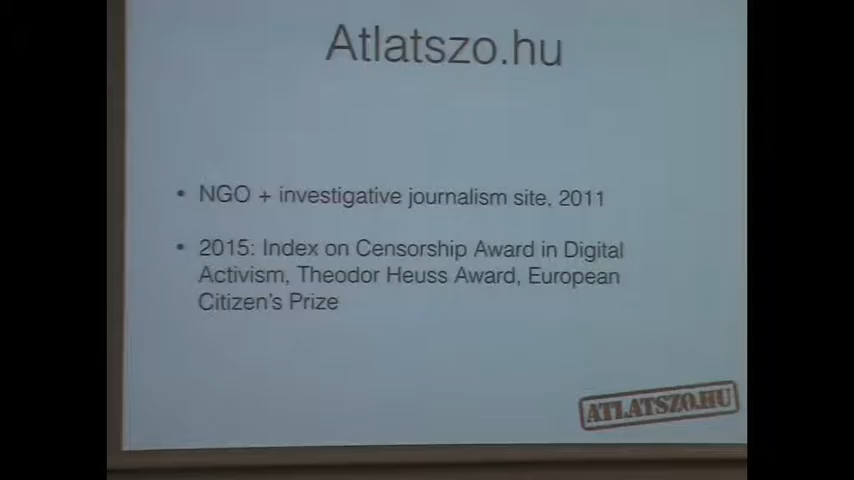 Atlatszo.hu
• NGO + investigative journalism site, 2011
• 2015: Index on Censorship Award in Digital
Activism, Theodor Heuss Award, European
Citizen's Prize
ATLATSZO.HU